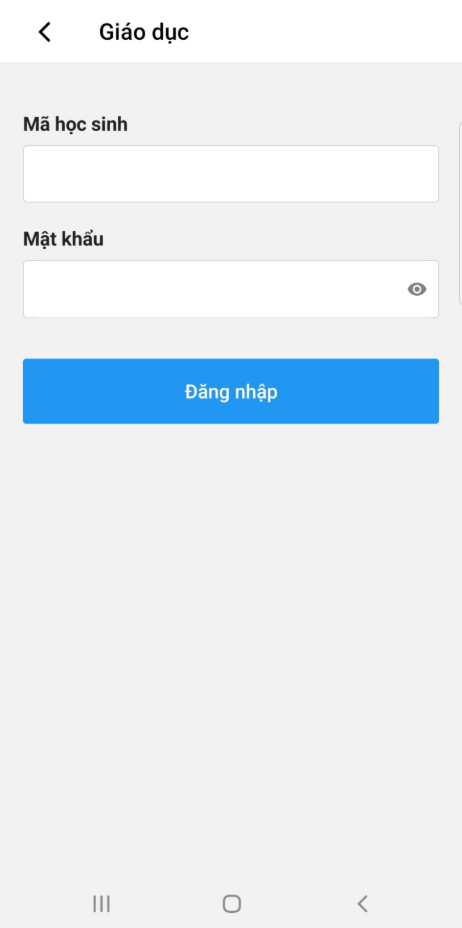 Giáo dục
Mã học sinh
Mật khẩu
Đăng nhập